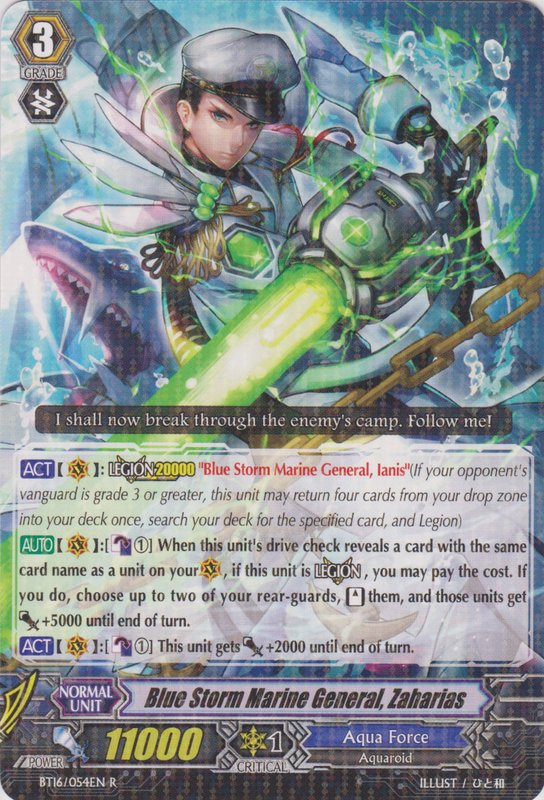 3
GRADE
I shall now break through the enemy's camp. Follow me!
ACT【 】: LEGION 20000 "Blue Storm Marine General, Ianis"(If your opponent's
vanguard is grade 3 or greater, this unit may return four cards from your drop zone
into your deck once, search your deck for the specified card, and Legion)
AUTO【 】:[ ①] When this unit's drive check reveals a card with the same
card name as a unit on your , if this unit is LEGION , you may pay the cost. If
you do, choose up to two of your rear-guards, them, and those units get
+5000 until end of turn.
ACT【 】:[ ①] This unit gets +2000 until end of turn.
NORMAL
UNIT
Blue Storm Marine General, Zaharias
POWER
11000
1
CRITICAL
Aqua Force
Aquaroid
BT16/054EN R
ILLUST / ひと和